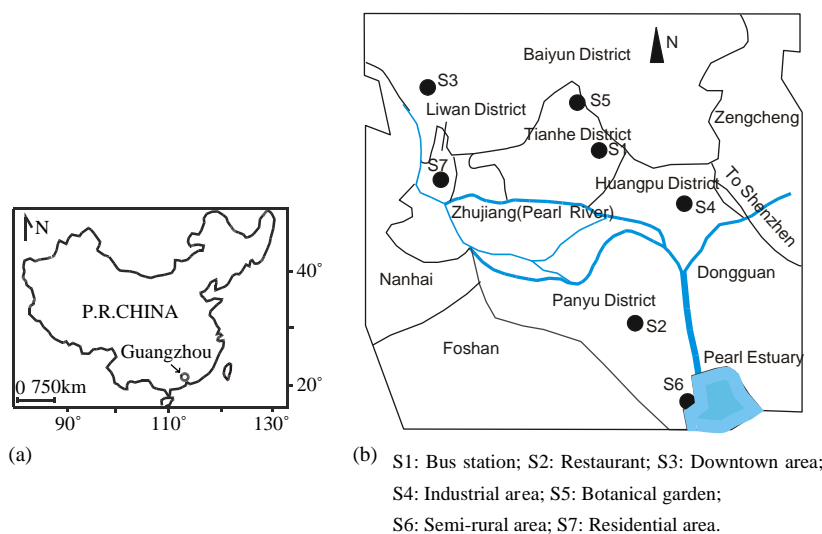 N
P.R.CHINA
Guangzhou
0 750km
40°
20°
90°
110°
130°
(a)
Baiyun District
N
S3
S5
Liwan District
Zengcheng
Tianhe District
S1
S7
Huangpu District
To Shenzhen
S4
Zhujiang(Pearl River)
Nanhai
Dongguan
Panyu District
S2
Foshan
Pearl Estuary
S6
(b)
S1: Bus station; S2: Restaurant; S3: Downtown area;
S4: Industrial area; S5: Botanical garden;
S6: Semi-rural area; S7: Residential area.